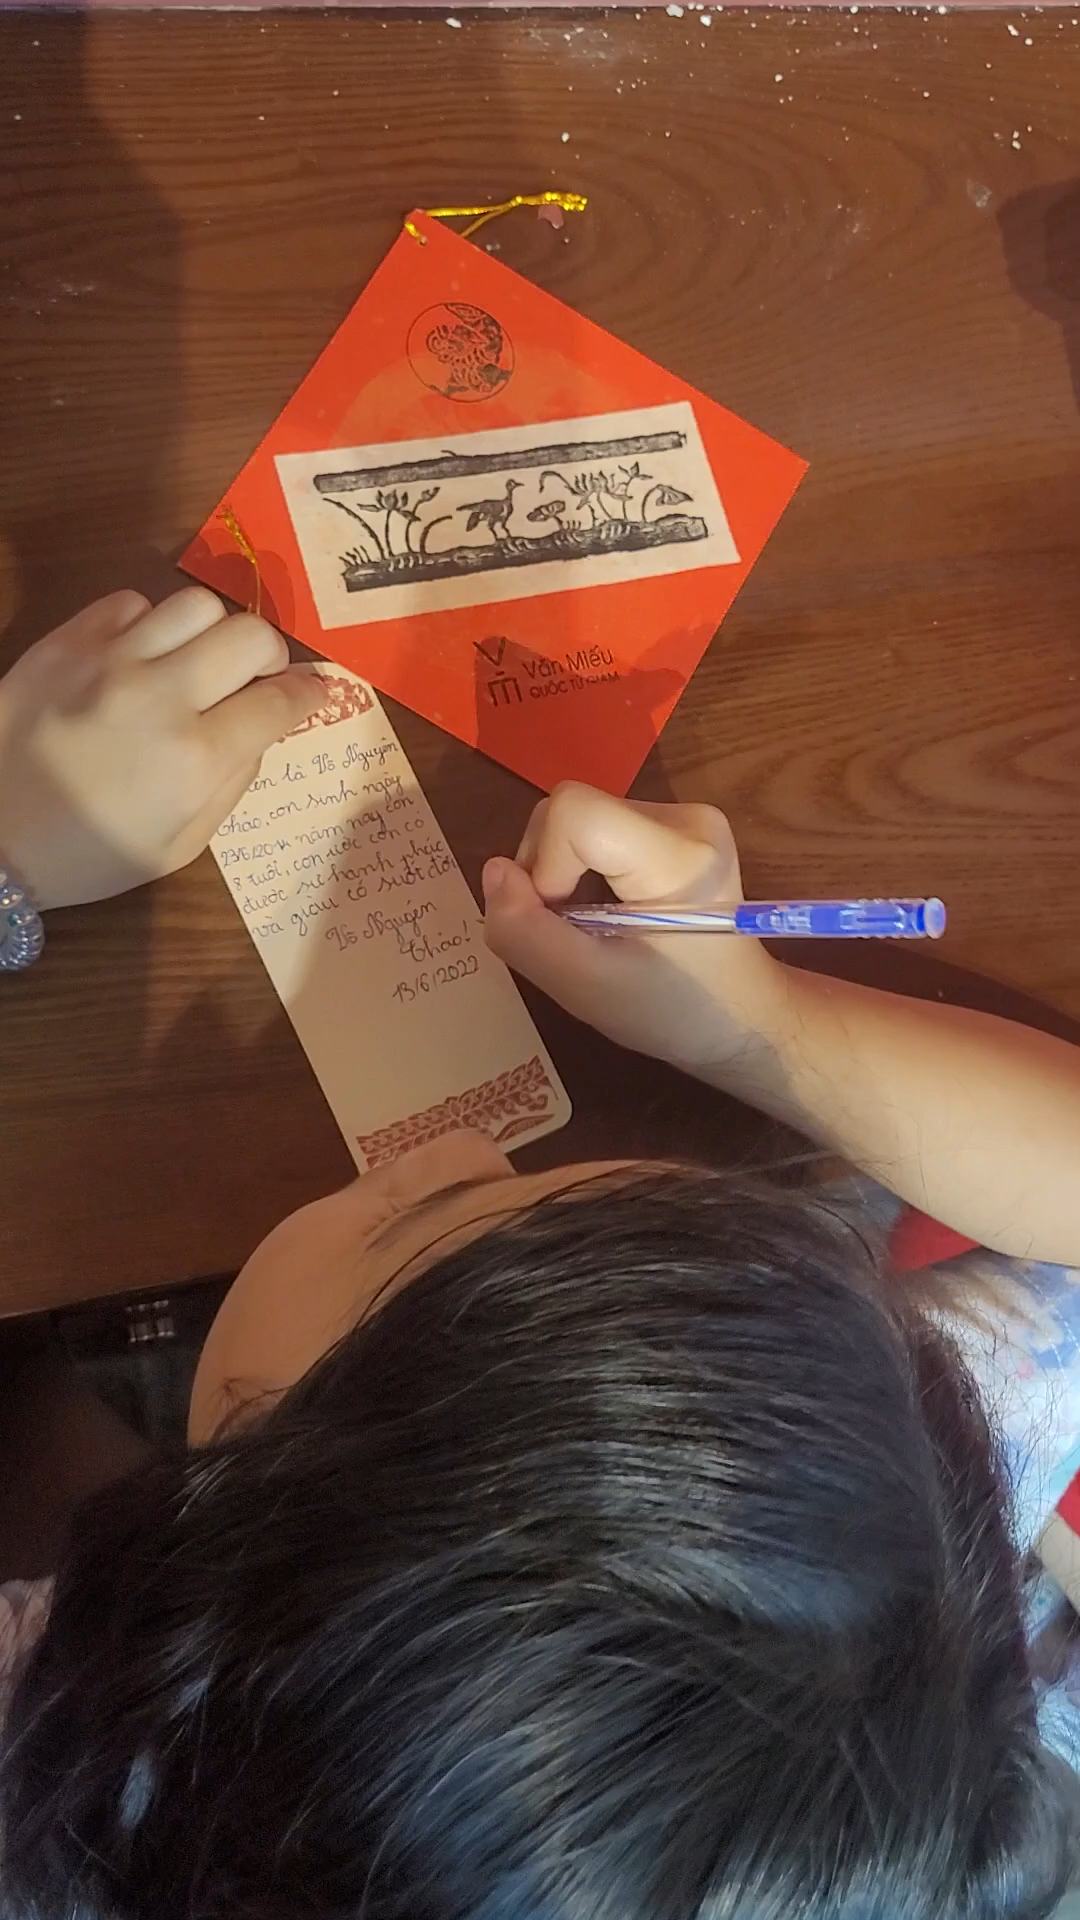 Văn Miếu
QUỐC TỬ GIÁM
tên là Võ Nguyên
Thảo, con sinh ngày
23/6/2014 năm nay con
8 tuổi, con ước con có
được sự hạnh phúc
và giàu có suốt đời
Võ Nguyên
Thảo!
13/6/2022